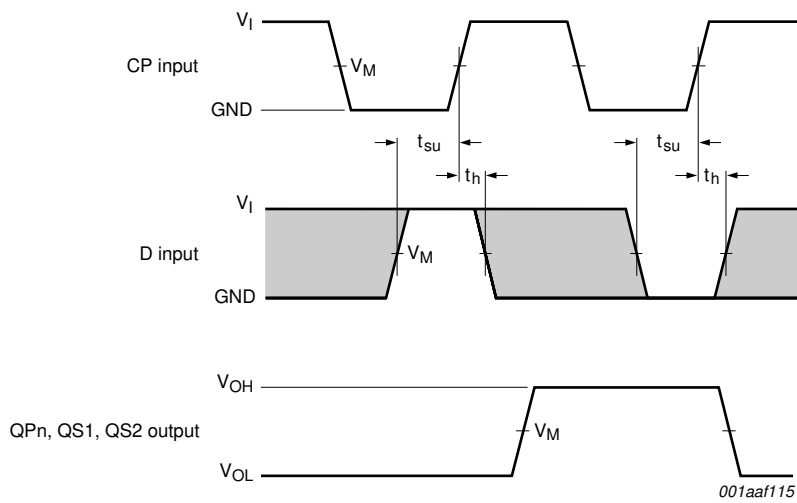 V_I
CP input
V_M
GND
t_su t_su
t_h t_h
V_I
D input
V_M
GND
V_OH
QPn, QS1, QS2 output
V_M
V_OL
001aaf115